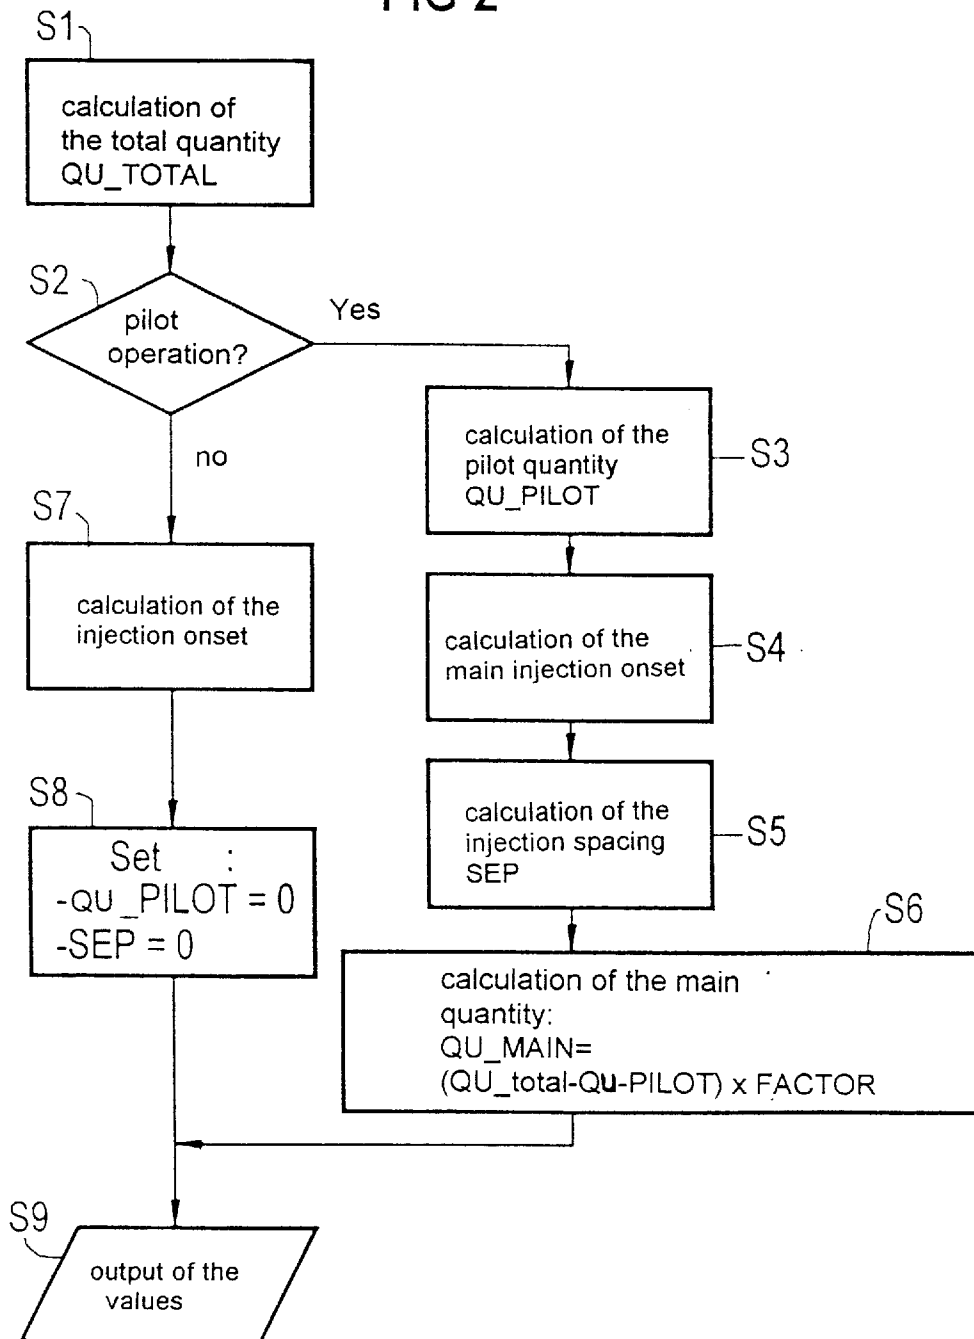 FIG 2
S1
calculation of
the total quantity
QU_TOTAL
S2
pilot
operation?
Yes
no
calculation of the
pilot quantity
QU_PILOT
S3
S7
calculation of the
injection onset
calculation of the
main injection onset
S4
calculation of the
injection spacing
SEP
S5
S8
Set :
-QU_PILOT = 0
-SEP = 0
S6
calculation of the main
quantity:
QU_MAIN=
(QU_total-Qu-PILOT) x FACTOR
S9
output of the
values